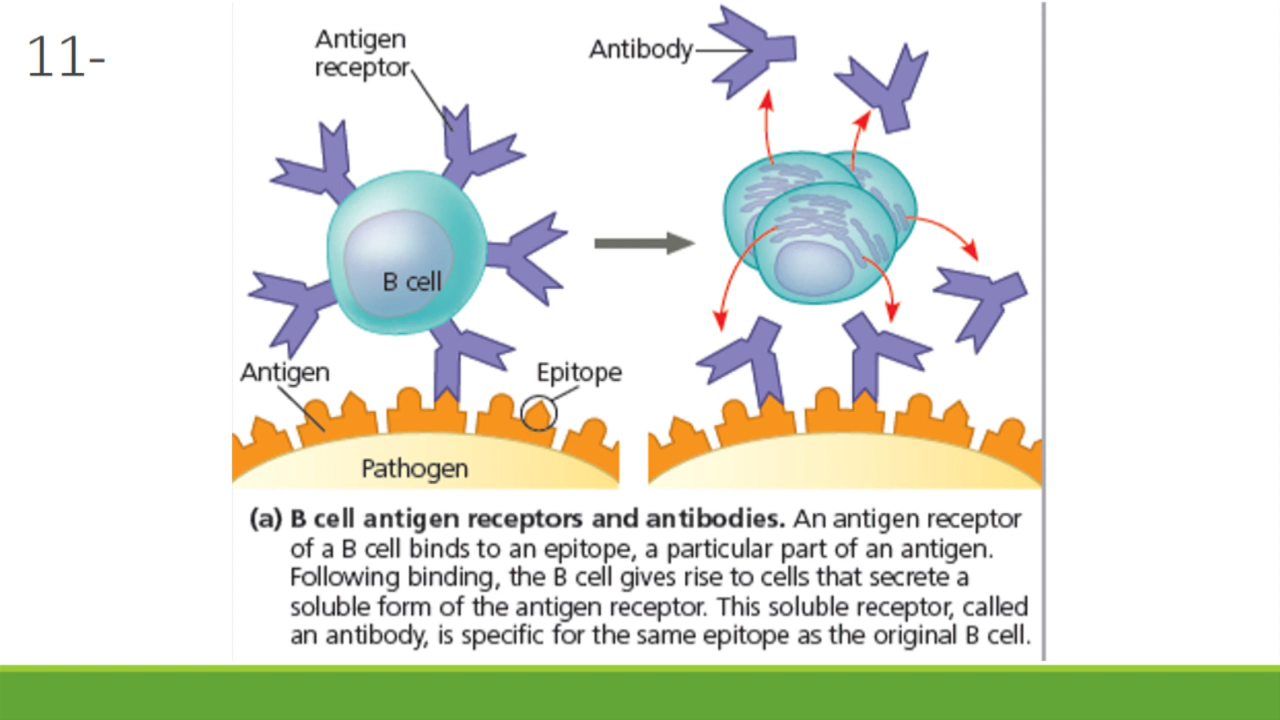 11-
Antigen
receptor
Antibody
B cell
Antigen
Epitope
Pathogen
(a) B cell antigen receptors and antibodies. An antigen receptor
of a B cell binds to an epitope, a particular part of an antigen.
Following binding, the B cell gives rise to cells that secrete a
soluble form of the antigen receptor. This soluble receptor, called
an antibody, is specific for the same epitope as the original B cell.